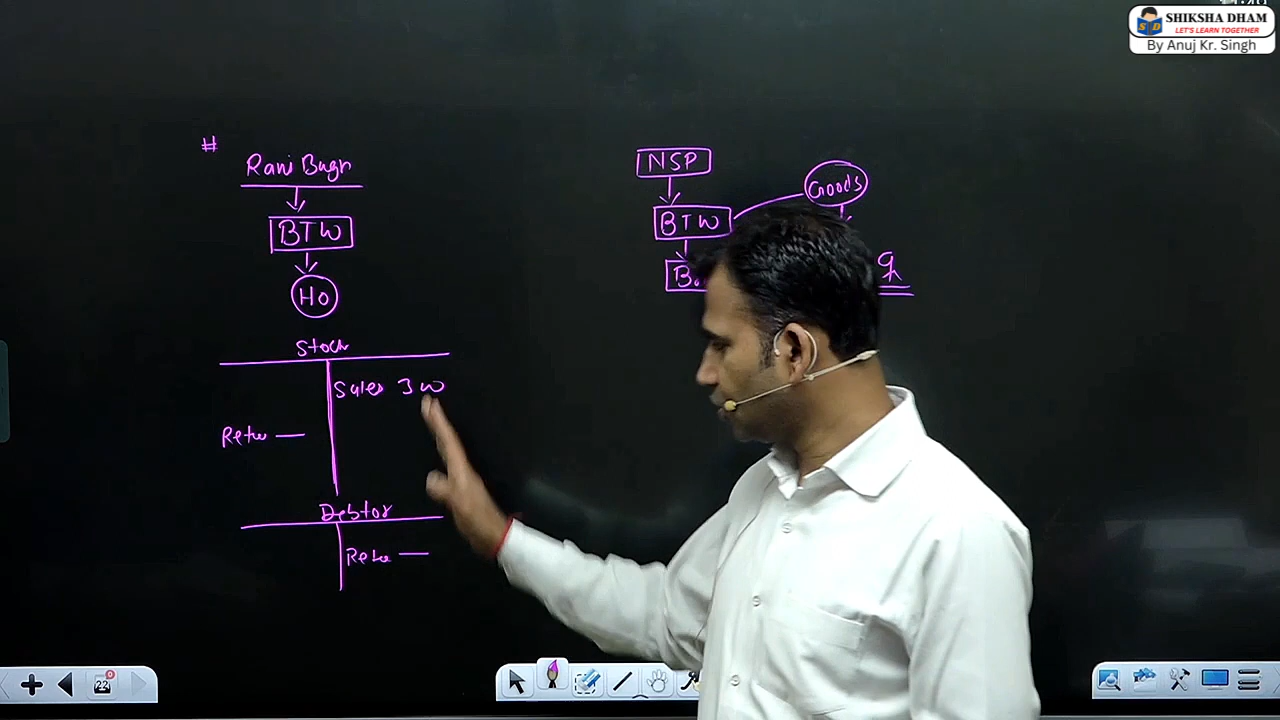 SHIKSHA DHAM
LET'S LEARN TOGETHER
By Anuj Kr. Singh
#
Rani Bagh
BTW
Ho
Stock
Sales 3 w
Retu —
Debtor
Retu —
NSP
BTW
Goods
22